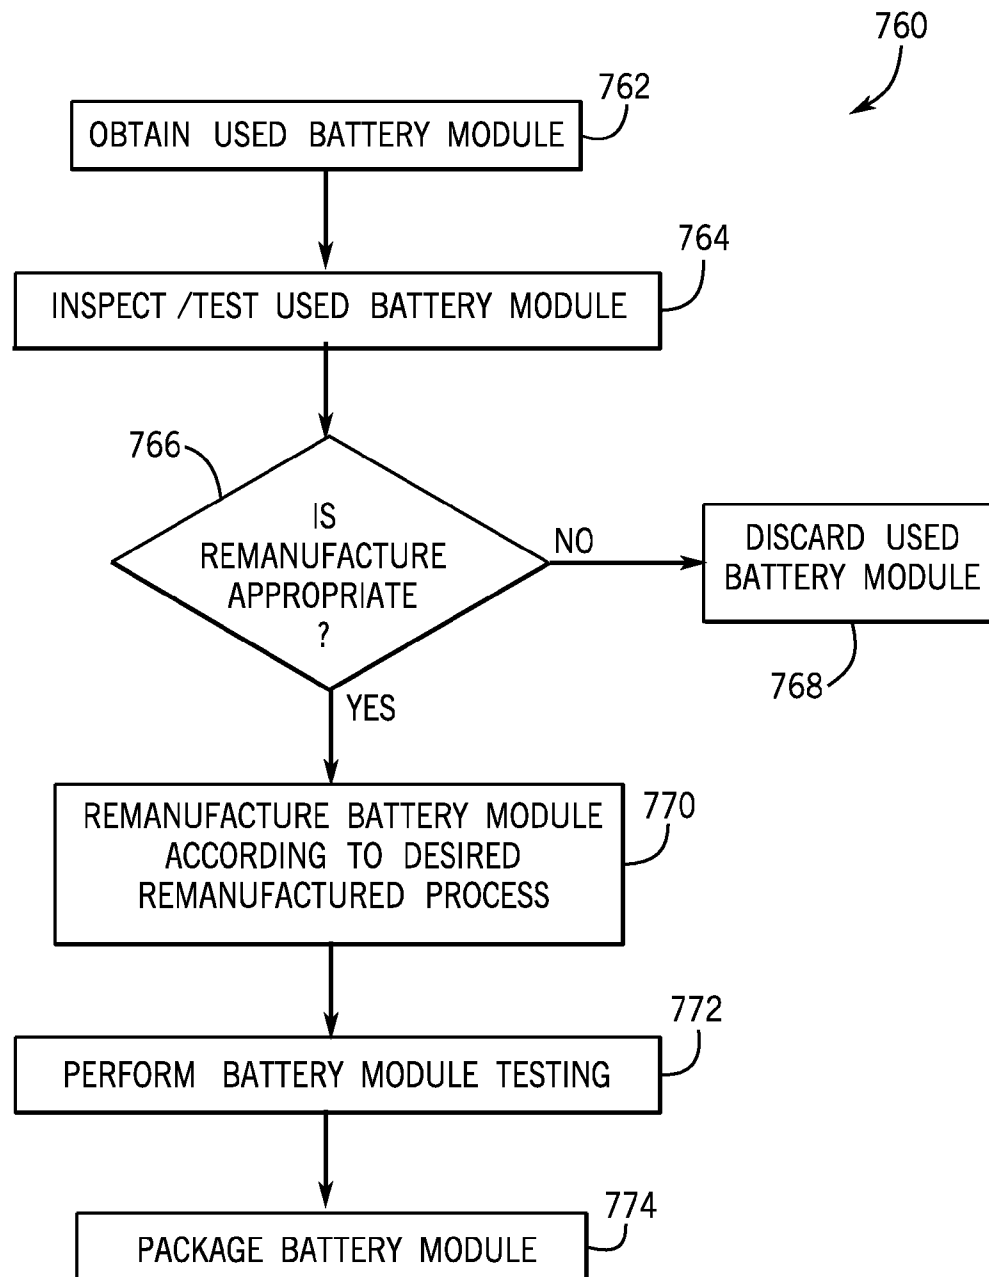 760
762
OBTAIN USED BATTERY MODULE
764
INSPECT /TEST USED BATTERY MODULE
766
IS
REMANUFACTURE
APPROPRIATE
?
NO
DISCARD USED
BATTERY MODULE
768
YES
REMANUFACTURE BATTERY MODULE
ACCORDING TO DESIRED
REMANUFACTURED PROCESS
770
772
PERFORM BATTERY MODULE TESTING
774
PACKAGE BATTERY MODULE